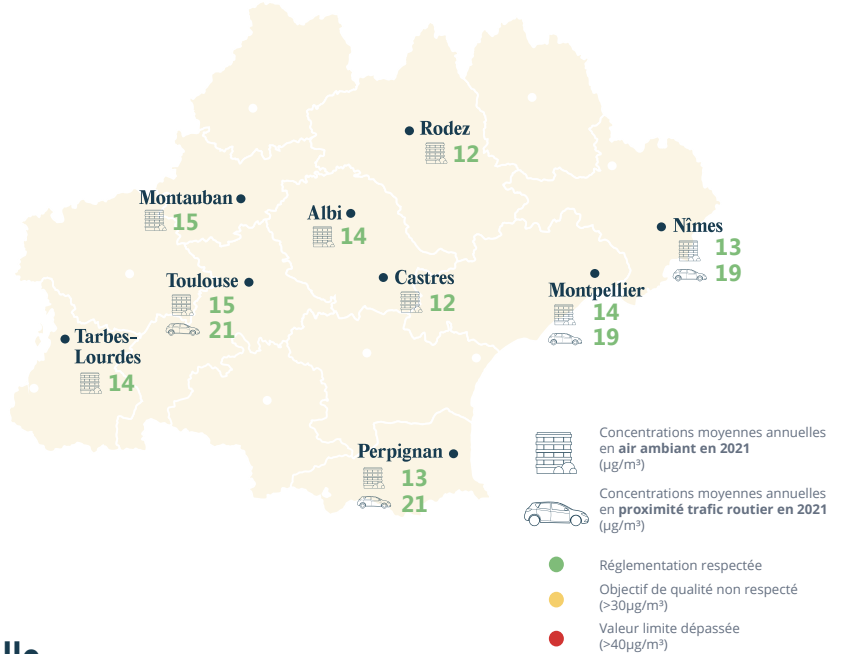 Rodez
12
Montauban
15
Albi
14
Nîmes
13
19
Toulouse
15
21
Castres
12
Montpellier
14
19
Tarbes-
Lourdes
14
Perpignan
13
21
Concentrations moyennes annuelles
en air ambiant en 2021
(µg/m³)
Concentrations moyennes annuelles
en proximité trafic routier en 2021
(µg/m³)
Réglementation respectée
Objectif de qualité non respecté
(>30µg/m³)
Valeur limite dépassée
(>40µg/m³)